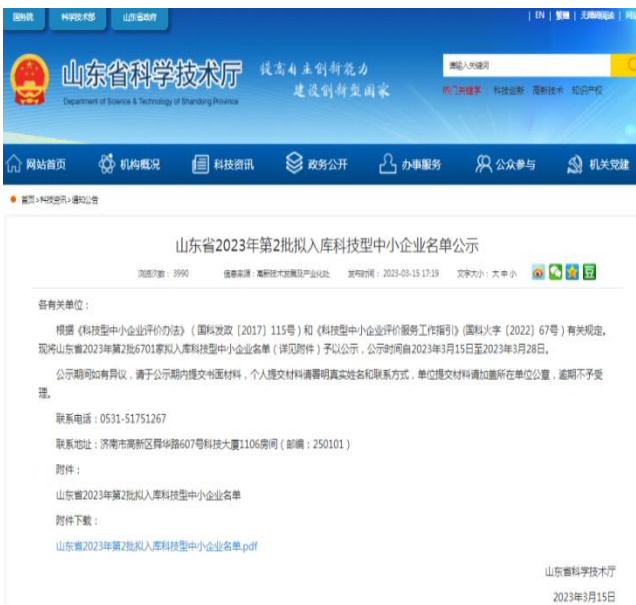 国务院 科学技术部 山东省政府 | EN | 繁體 | 无障碍阅读 |
山东省科学技术厅
Department of Science & Technology of Shandong Province
提高自主创新能力
建设创新型国家
请输入关键词
热门关键字： 科技创新 高新技术 知识产权
网站首页 机构概况 科技资讯 政务公开 办事服务 公众参与 机关党建
首页>科技资讯>通知公告
山东省2023年第2批拟入库科技型中小企业名单公示
浏览次数： 3990 信息来源：高新技术发展及产业化处 发布时间： 2023-03-15 17:19 文字大小：大 中 小 豆
各有关单位：
根据《科技型中小企业评价办法》（国科发政〔2017〕115号）和《科技型中小企业评价服务工作指引》(国科火字〔2022〕67号）有关规定，
现将山东省2023年第2批6701家拟入库科技型中小企业名单（详见附件）予以公示，公示时间自2023年3月15日至2023年3月28日。
公示期间如有异议，请于公示期内提交书面材料，个人提交材料请署明真实姓名和联系方式，单位提交材料请加盖所在单位公章，逾期不予受
理。
联系电话：0531-51751267
联系地址：济南市高新区舜华路607号科技大厦1106房间（邮编：250101）
附件：
山东省2023年第2批拟入库科技型中小企业名单
附件下载：
山东省2023年第2批拟入库科技型中小企业名单.pdf
山东省科学技术厅
2023年3月15日